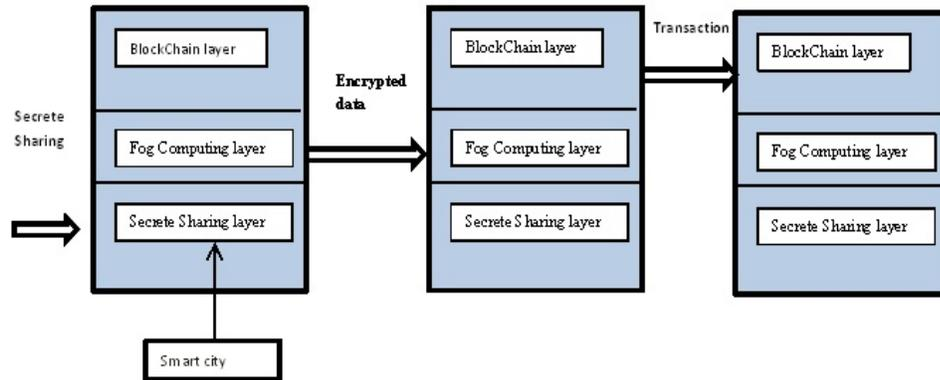 Secrete
Sharing
BlockChain layer
Fog Computing layer
Secrete Sharing layer
Smart city
Encrypted
data
BlockChain layer
Fog Computing layer
Secrete Sharing layer
Transaction
BlockChain layer
Fog Computing layer
Secrete Sharing layer